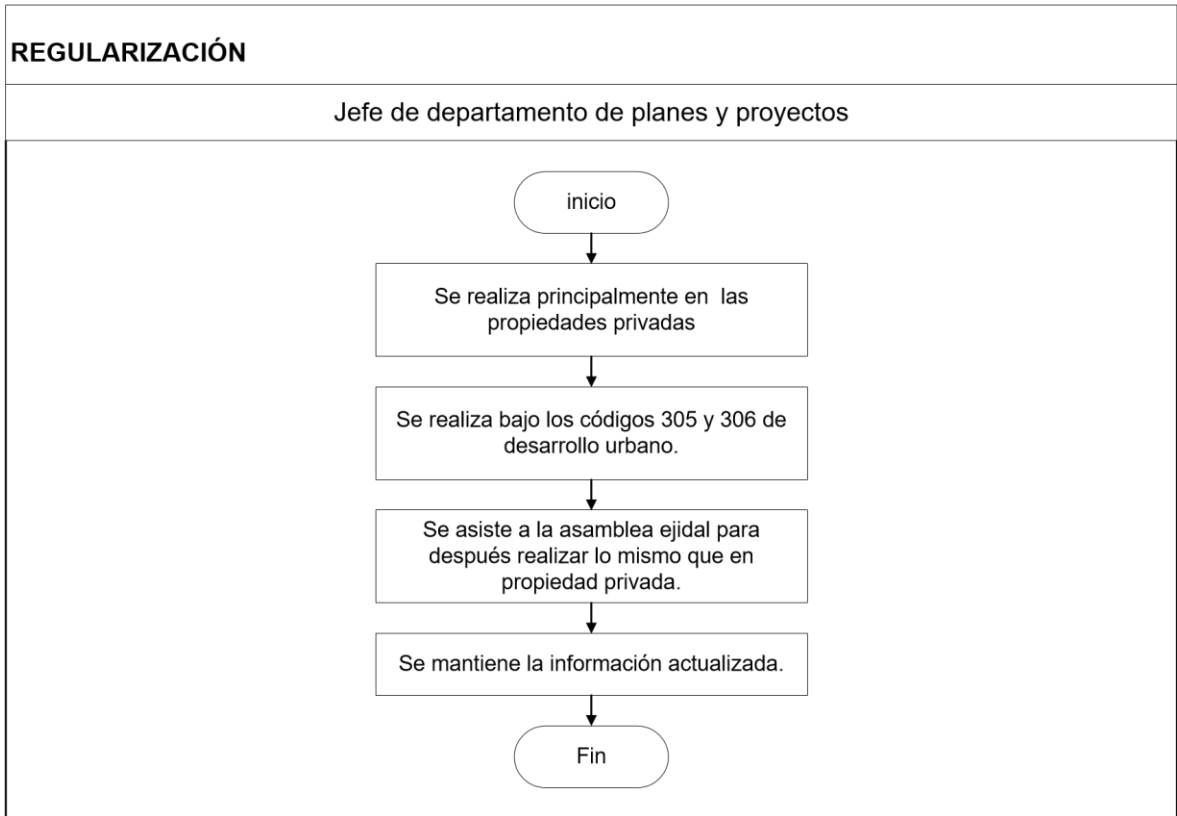 REGULARIZACIÓN
Jefe de departamento de planes y proyectos
inicio
Se realiza principalmente en  las
propiedades privadas
Se realiza bajo los códigos 305 y 306 de
desarrollo urbano.
Se asiste a la asamblea ejidal para
después realizar lo mismo que en
propiedad privada.
Se mantiene la información actualizada.
Fin